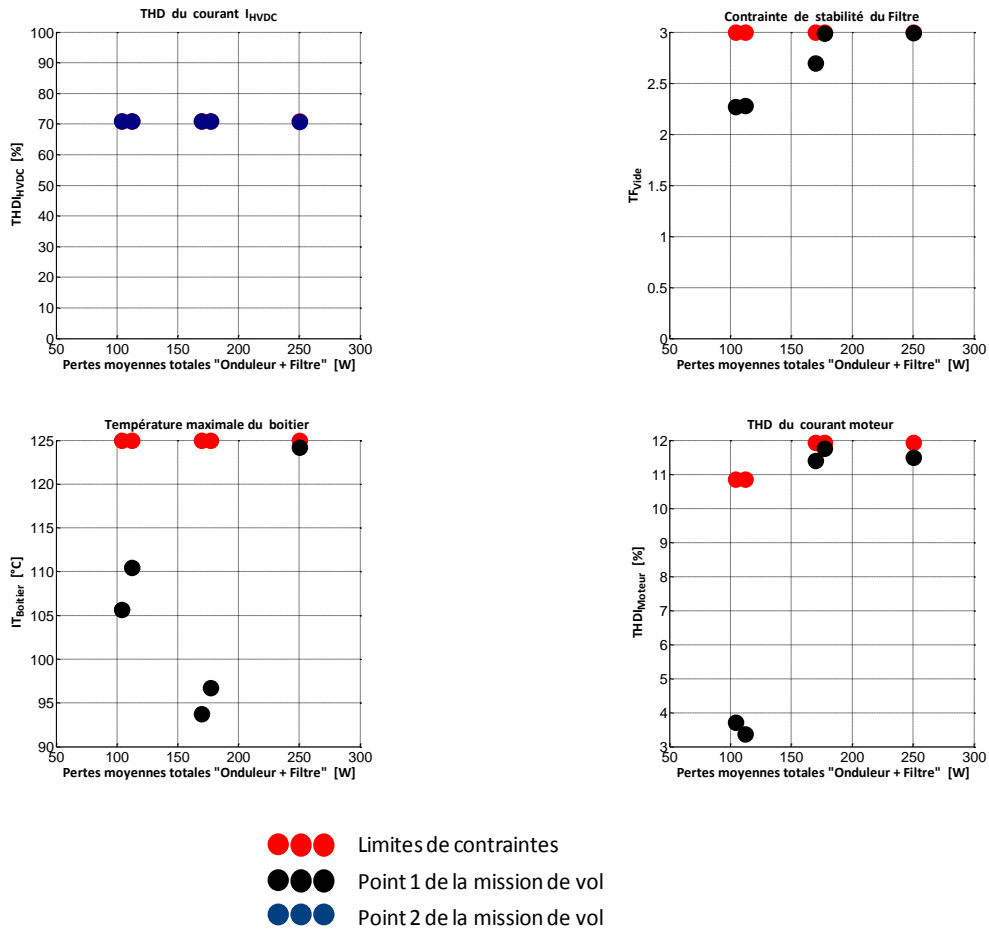 THD du courant I_HVDC
100
90
80
70
60
50
40
30
20
10
0
THDI_HVDC [%]
50 100 150 200 250 300
Pertes moyennes totales "Onduleur + Filtre" [W]
Contrainte de stabilité du Filtre
3
2.5
2
1.5
1
0.5
0
TF_Vide
50 100 150 200 250 300
Pertes moyennes totales "Onduleur + Filtre" [W]
Température maximale du boitier
125
120
115
110
105
100
95
90
IT_Boitier [°C]
50 100 150 200 250 300
Pertes moyennes totales "Onduleur + Filtre" [W]
THD du courant moteur
12
11
10
9
8
7
6
5
4
3
THDI_Moteur [%]
50 100 150 200 250 300
Pertes moyennes totales "Onduleur + Filtre" [W]
Limites de contraintes
Point 1 de la mission de vol
Point 2 de la mission de vol